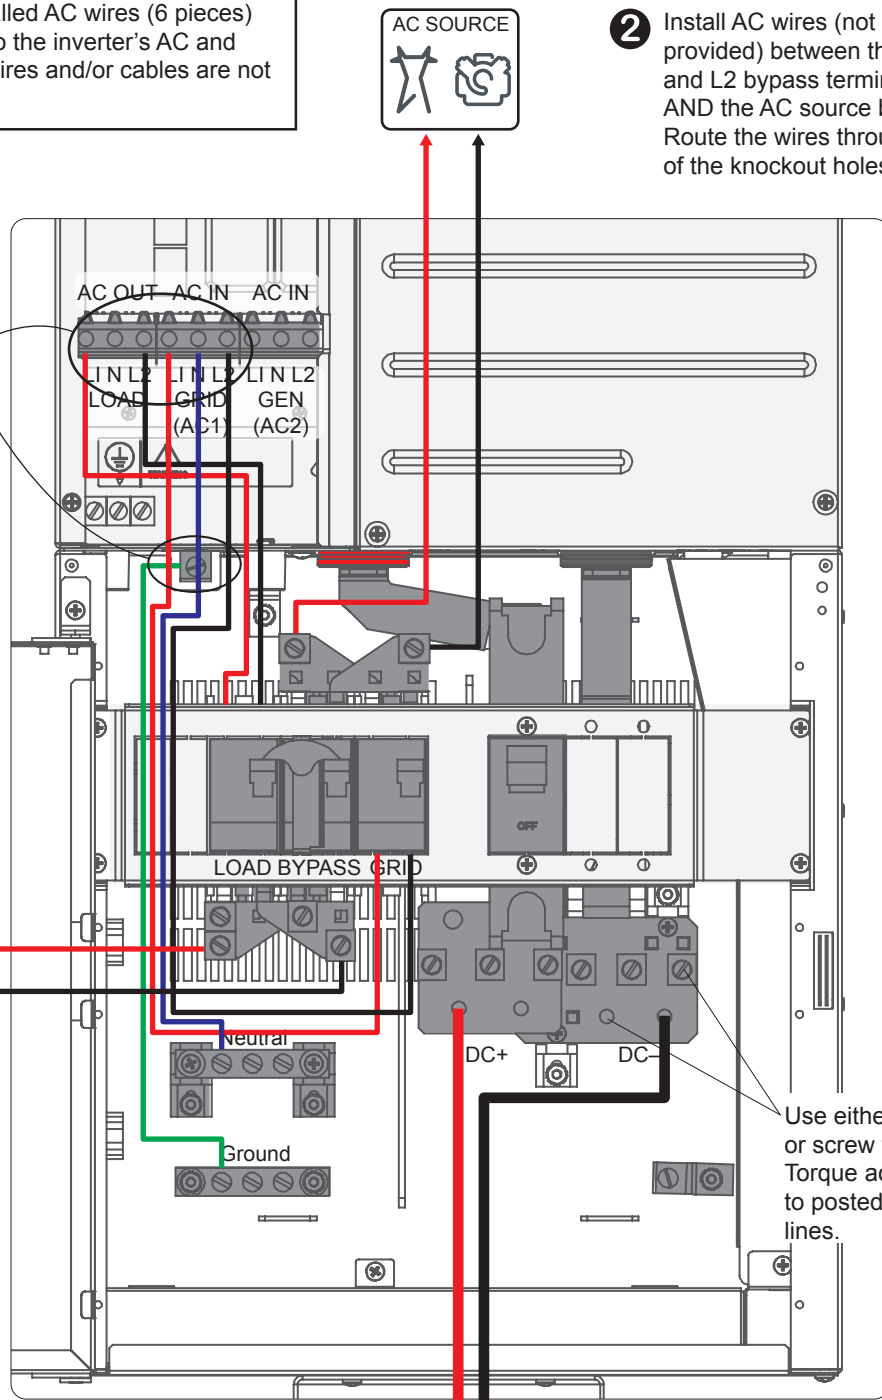 lled AC wires (6 pieces)
o the inverter's AC and
ires and/or cables are not
AC SOURCE
2 Install AC wires (not
provided) between th
and L2 bypass termin
AND the AC source b
Route the wires throu
of the knockout holes
AC OUT AC IN AC IN
L1 N L2 L1 N L2 L1 N L2
LOAD GRID GEN
(AC1) (AC2)
OFF
LOAD BYPASS GRID
Neutral
DC+ DC–
Ground
Use eithe
or screw
Torque ac
to posted
lines.